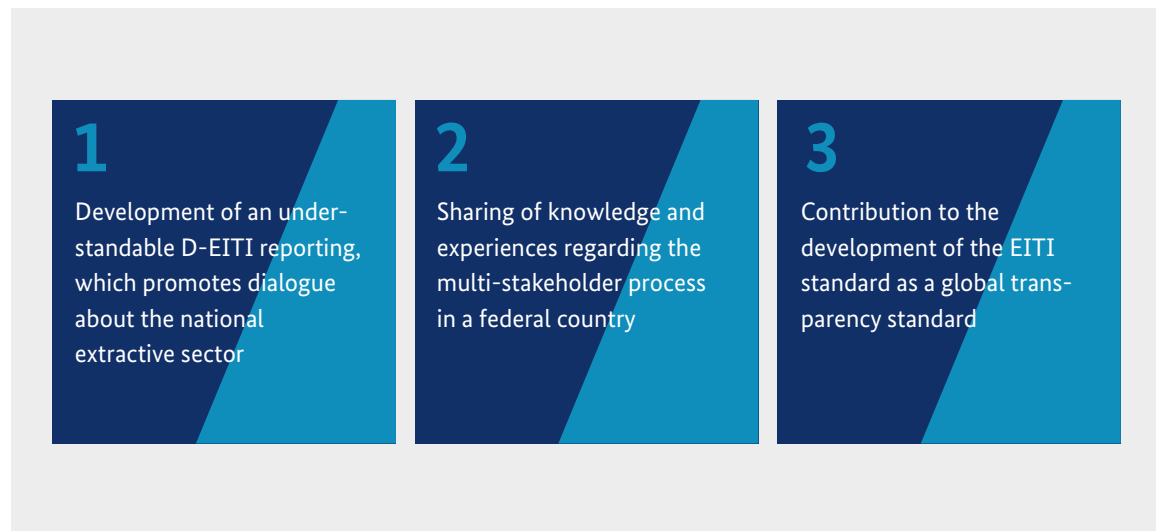 1
Development of an under-
standable D-EITI reporting,
which promotes dialogue
about the national
extractive sector
2
Sharing of knowledge and
experiences regarding the
multi-stakeholder process
in a federal country
3
Contribution to the
development of the EITI
standard as a global trans-
parency standard